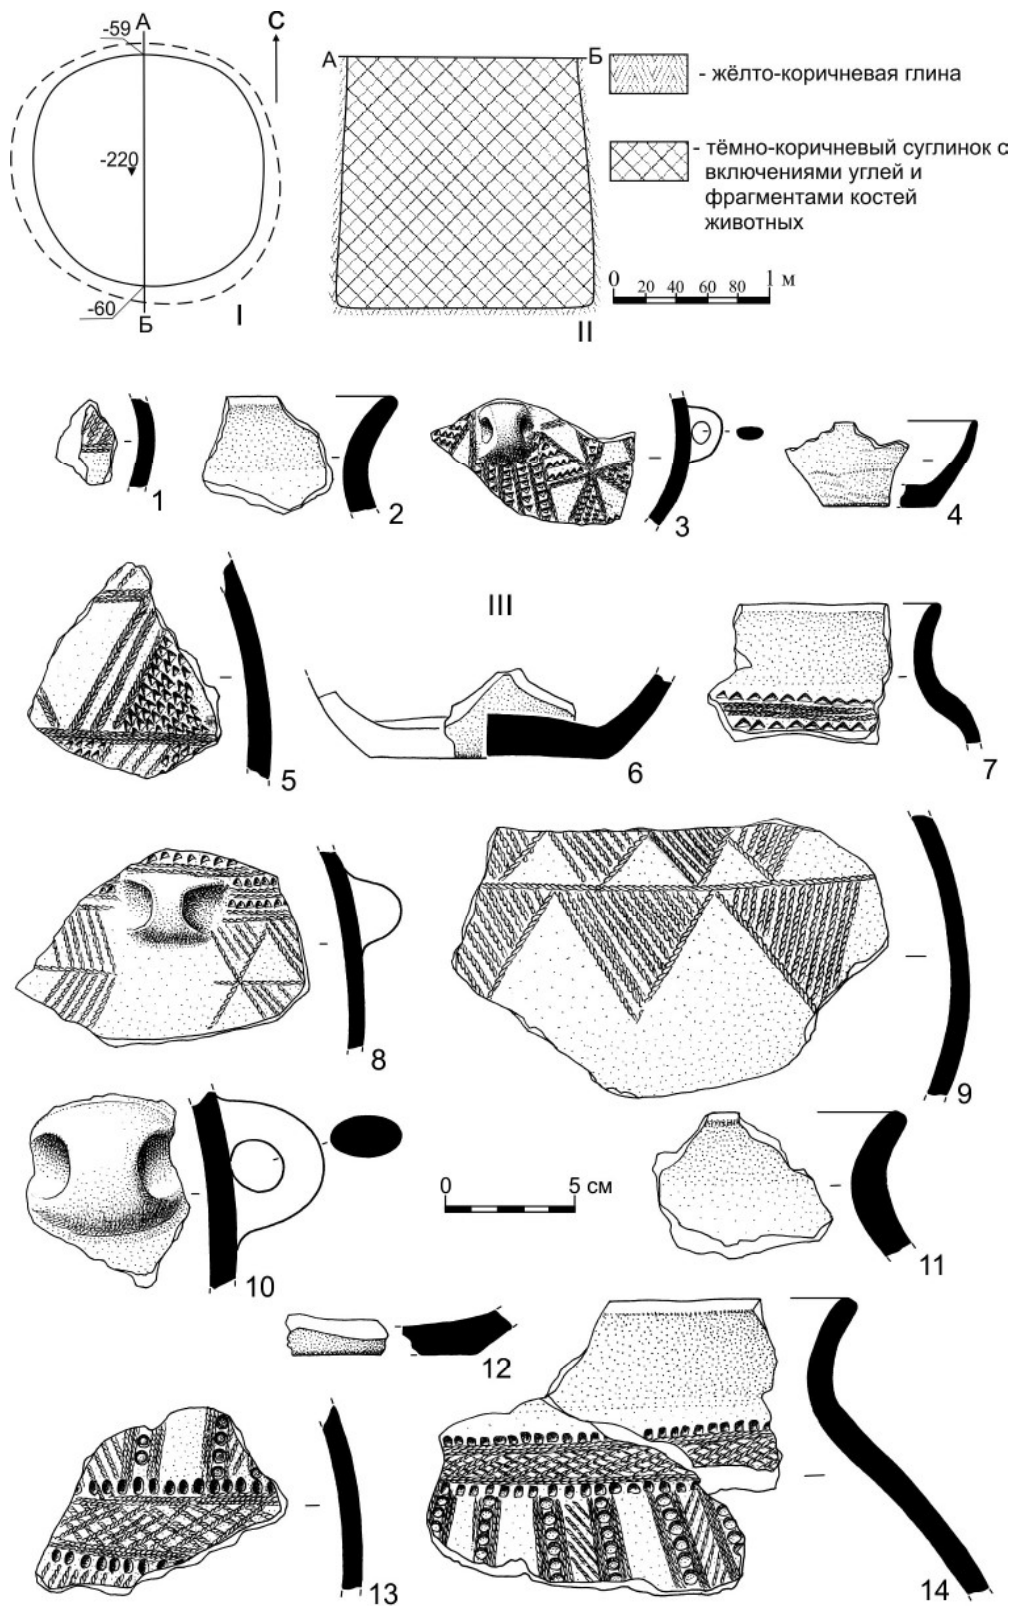 -59
А
С
-220
-60
Б
I
А
Б
II
- жёлто-коричневая глина
- тёмно-коричневый суглинок с
включениями углей и
фрагментами костей
животных
0 20 40 60 80 1 м
1
2
3
4
III
5
6
7
8
9
10
0 5 см
11
12
13
14